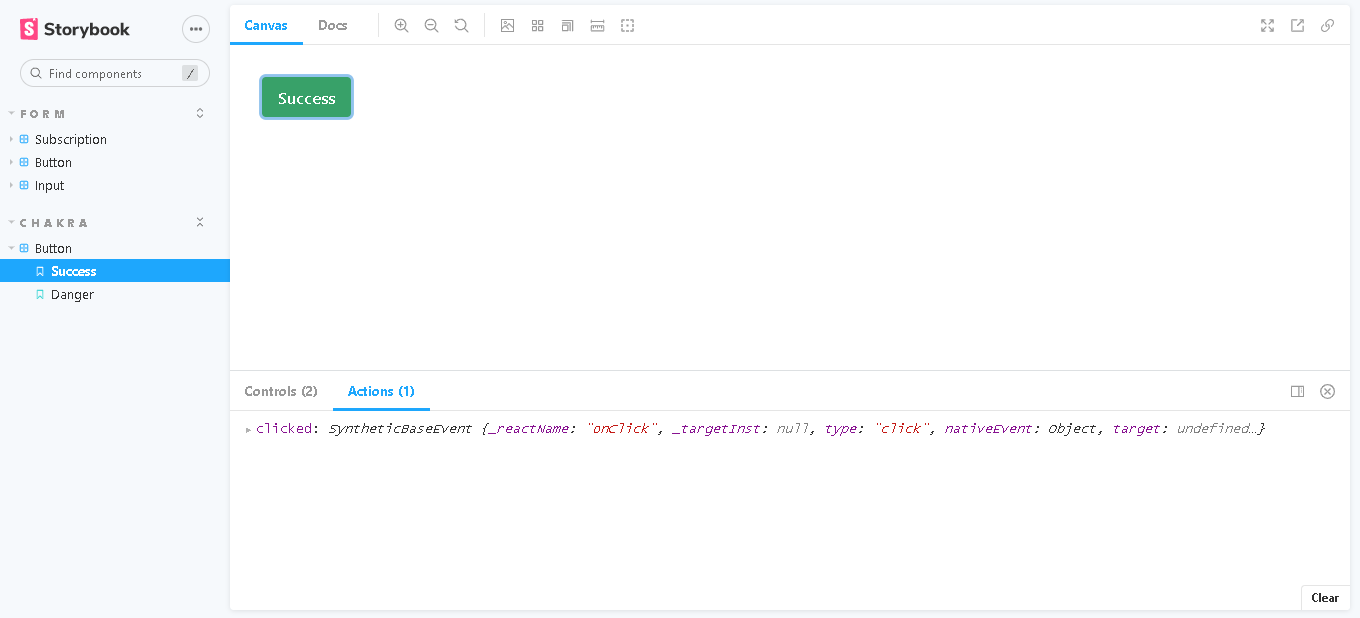 Storybook
Find components /
FORM
Subscription
Button
Input
CHAKRA
Button
Success
Danger
Canvas Docs
Success
Controls (2) Actions (1)
clicked: SyntheticBaseEvent {_reactName: "onClick", _targetInst: null, type: "click", nativeEvent: Object, target: undefined…}
Clear